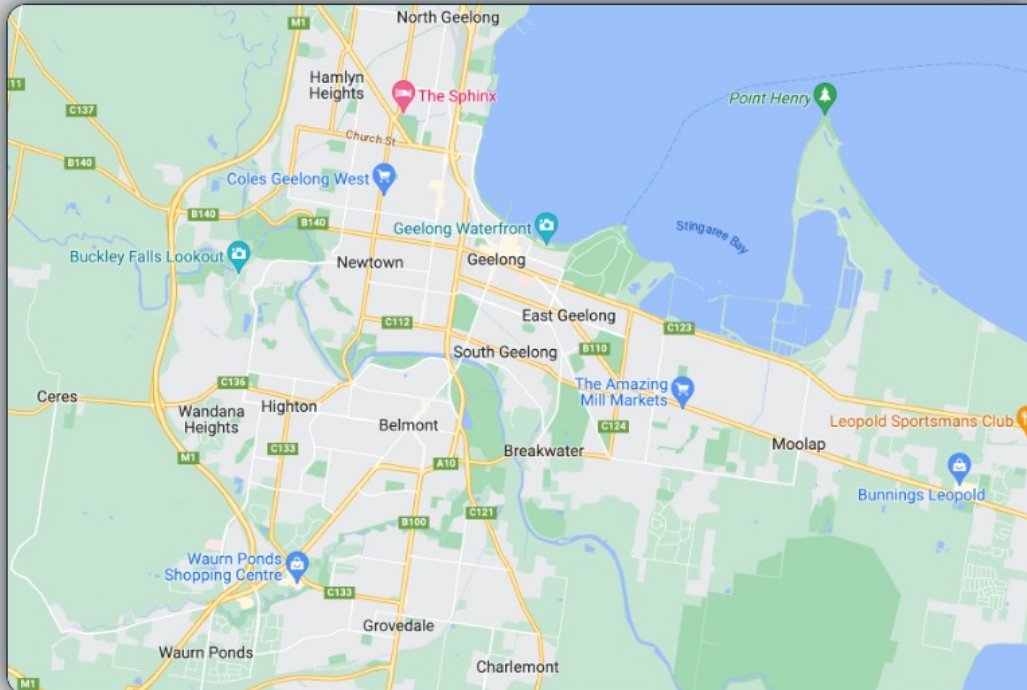 North Geelong
M1
Hamlyn
Heights
11
C137
The Sphinx
Point Henry
Church St
B140
Coles Geelong West
B140
B140
Geelong Waterfront
Stingaree Bay
Buckley Falls Lookout
Newtown
Geelong
East Geelong
C112
C123
South Geelong
B110
C136
The Amazing
Mill Markets
Ceres
Wandana
Heights
Highton
Belmont
C124
Leopold Sportsmans Club
C133
M1
A10
Breakwater
Moolap
Bunnings Leopold
B100
C121
Waurn Ponds
Shopping Centre
C133
Grovedale
Waurn Ponds
Charlemont
M1